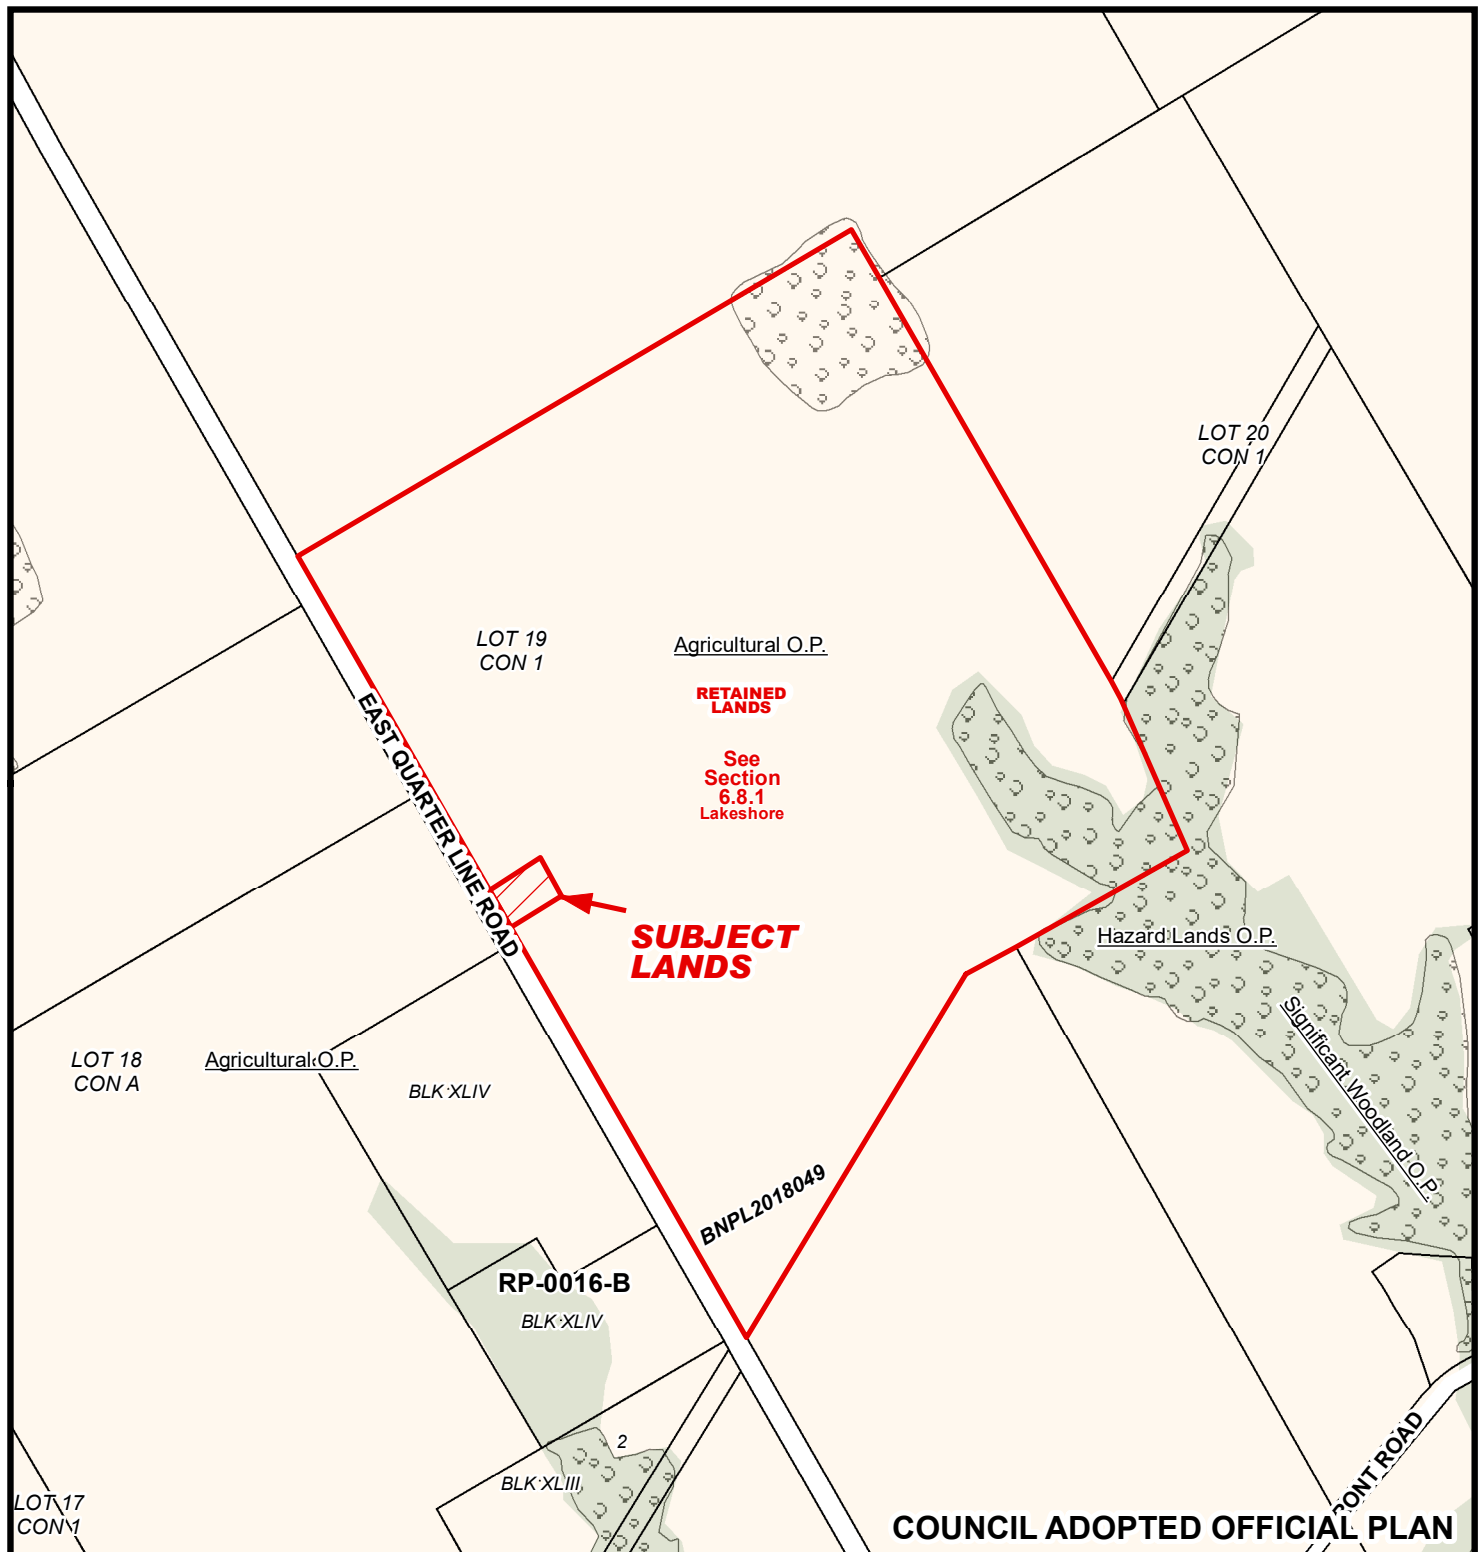 LOT 20
CON 1
LOT 19
CON 1
Agricultural O.P.
RETAINED
LANDS
See
Section
6.8.1
Lakeshore
EAST QUARTER LINE ROAD
SUBJECT
LANDS
Hazard Lands O.P.
Significant Woodland O.P.
LOT 18
CON A
Agricultural O.P.
BLK XLIV
BNPL2018049
RP-0016-B
BLK XLIV
2
BLK XLIII
LOT 17
CON 1
RONT ROAD
COUNCIL ADOPTED OFFICIAL PLAN